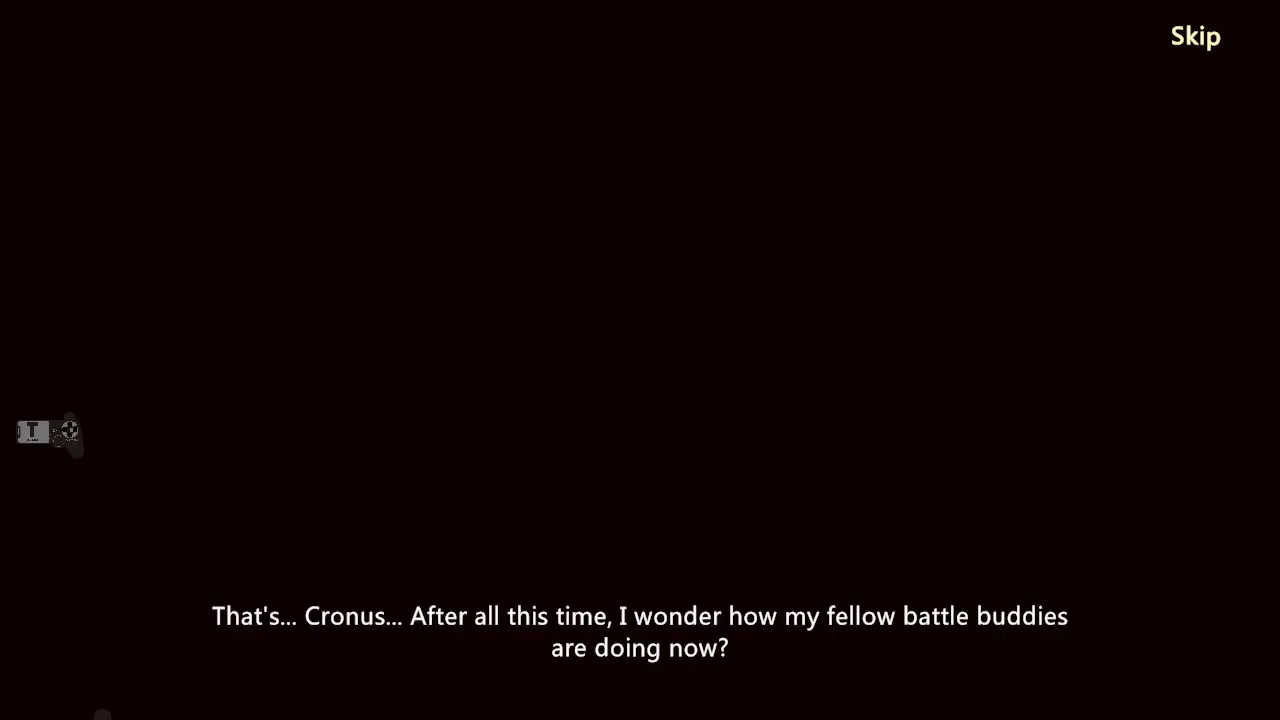 Skip
T
That's... Cronus... After all this time, I wonder how my fellow battle buddies
are doing now?